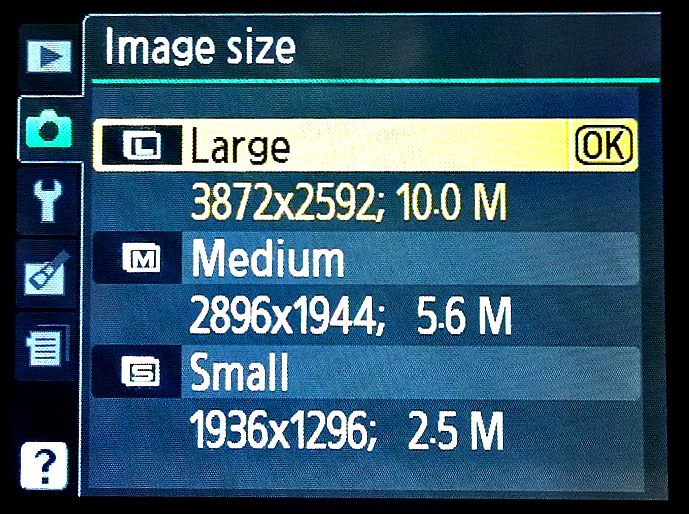 Image size
L Large OK
3872x2592; 10.0 M
M Medium
2896x1944; 5.6 M
S Small
1936x1296; 2.5 M
?